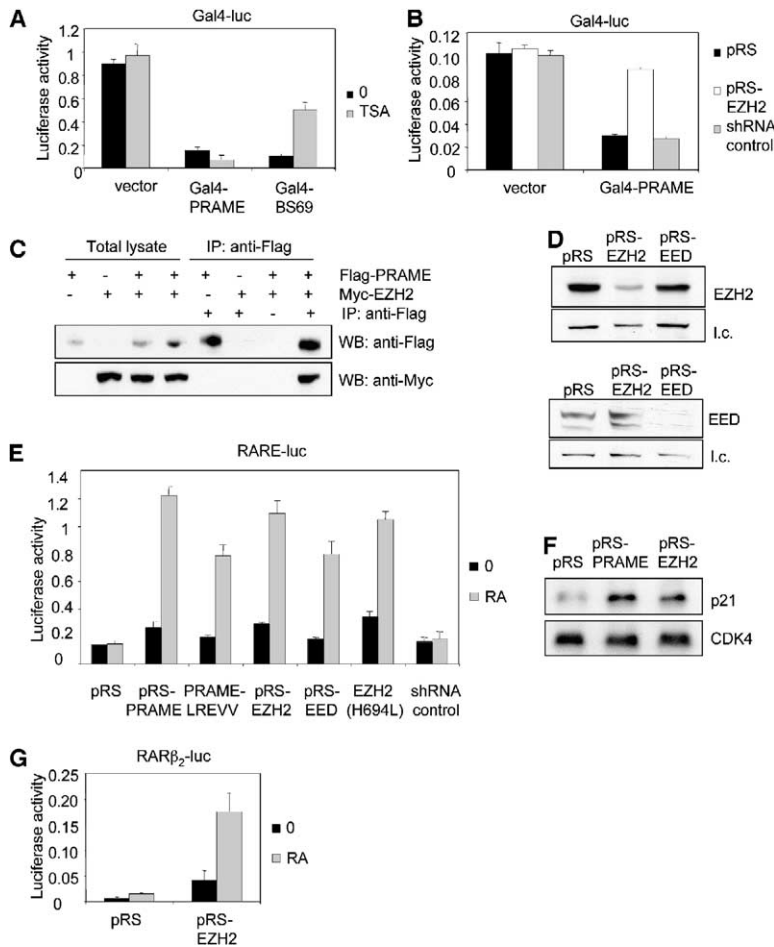 A
Gal4-luc
Luciferase activity
1.2
1.0
0.8
0.6
0.4
0.2
0
vector
Gal4-PRAME
Gal4-BS69
0
TSA
B
Gal4-luc
Luciferase activity
0.12
0.10
0.08
0.06
0.04
0.02
0
vector
Gal4-PRAME
pRS
pRS-EZH2
shRNA control
C
Total lysate IP: anti-Flag
+ - + + + - + + Flag-PRAME
- + + + - + + + Myc-EZH2
+ + - + IP: anti-Flag
WB: anti-Flag
WB: anti-Myc
D
pRS pRS-EZH2 pRS-EED
EZH2
l.c.
pRS pRS-EZH2 pRS-EED
EED
l.c.
E
RARE-luc
Luciferase activity
1.4
1.2
1
0.8
0.6
0.4
0.2
0
pRS
pRS-PRAME
PRAME-LREVV
pRS-EZH2
pRS-EED
EZH2 (H694L)
shRNA control
0
RA
F
pRS pRS-PRAME pRS-EZH2
p21
CDK4
G
RARβ2-luc
Luciferase activity
0.25
0.20
0.15
0.10
0.05
0
pRS
pRS-EZH2
0
RA